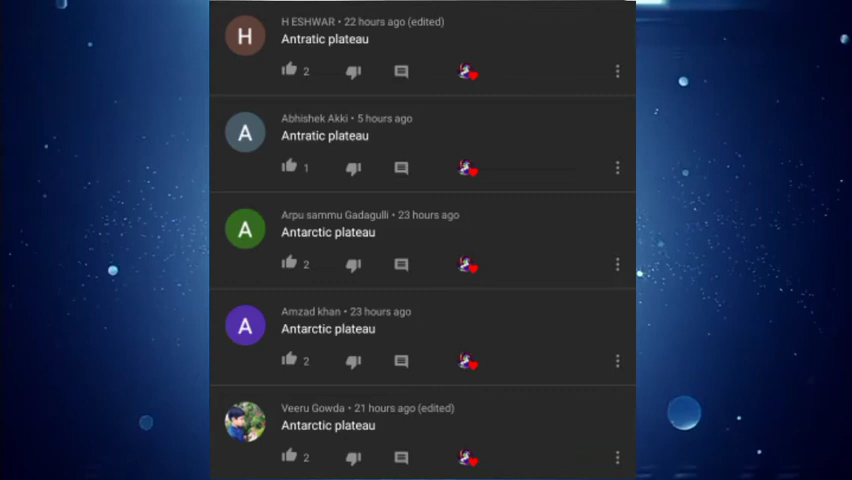 H
H ESHWAR • 22 hours ago (edited)
Antratic plateau
2
A
Abhishek Akki • 5 hours ago
Antratic plateau
1
A
Arpu sammu Gadagulli • 23 hours ago
Antarctic plateau
2
A
Amzad khan • 23 hours ago
Antarctic plateau
2
Veeru Gowda • 21 hours ago (edited)
Antarctic plateau
2